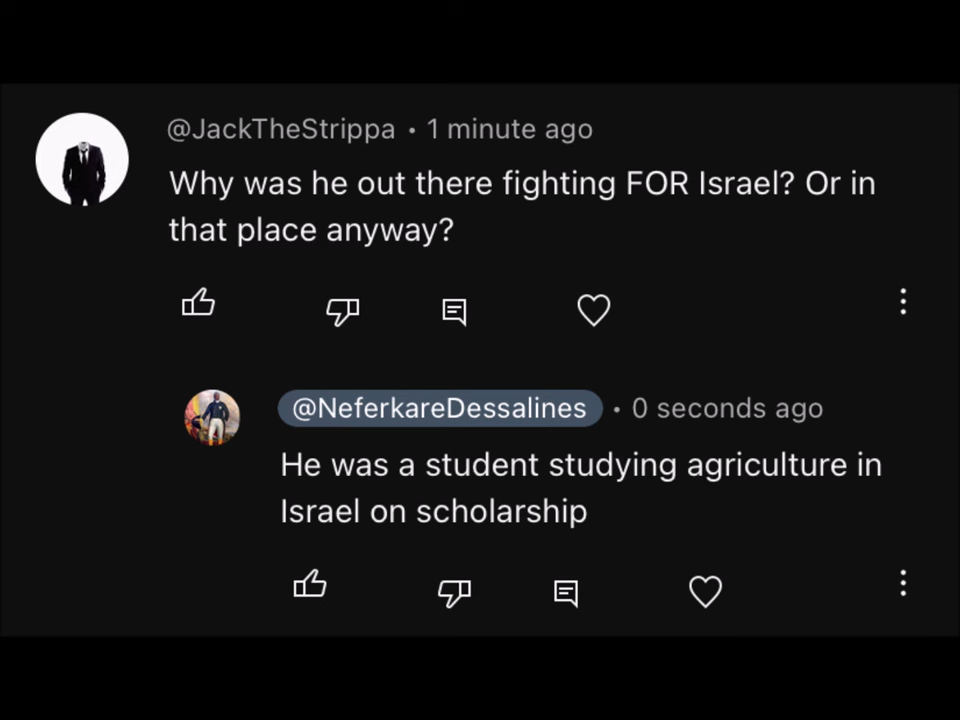 @JackTheStrippa • 1 minute ago
Why was he out there fighting FOR Israel? Or in
that place anyway?
@NeferkareDessalines • 0 seconds ago
He was a student studying agriculture in
Israel on scholarship